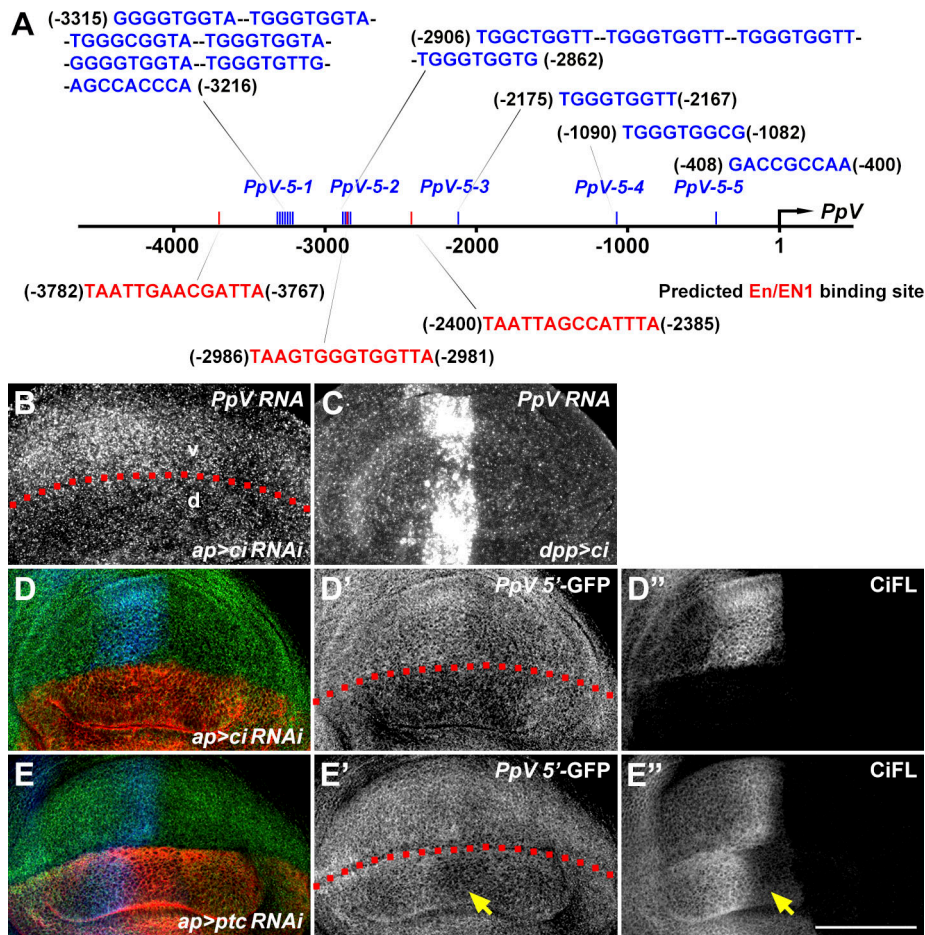 A
(-3315) GGGGTGGTA--TGGGTGGTA-
-TGGGCGGTA--TGGGTGGTA-
-GGGGTGGTA--TGGGTGTTG-
-AGCCACCCA (-3216)
(-2906) TGGCTGGTT--TGGGTGGTT--TGGGTGGTT-
-TGGGTGGTG (-2862)
(-2175) TGGGTGGTT(-2167)
(-1090) TGGGTGGCG(-1082)
(-408) GACCGCCAA(-400)
PpV-5-1 PpV-5-2 PpV-5-3 PpV-5-4 PpV-5-5
PpV
-4000 -3000 -2000 -1000 1
(-3782)TAATTGAACGATTA(-3767)
Predicted En/EN1 binding site
(-2400)TAATTAGCCATTTA(-2385)
(-2986)TAAGTGGGTGGTTA(-2981)
B PpV RNA
v
d
ap>ci RNAi
C PpV RNA
dpp>ci
D
ap>ci RNAi
D' PpV 5'-GFP
D" CiFL
E
ap>ptc RNAi
E' PpV 5'-GFP
E" CiFL